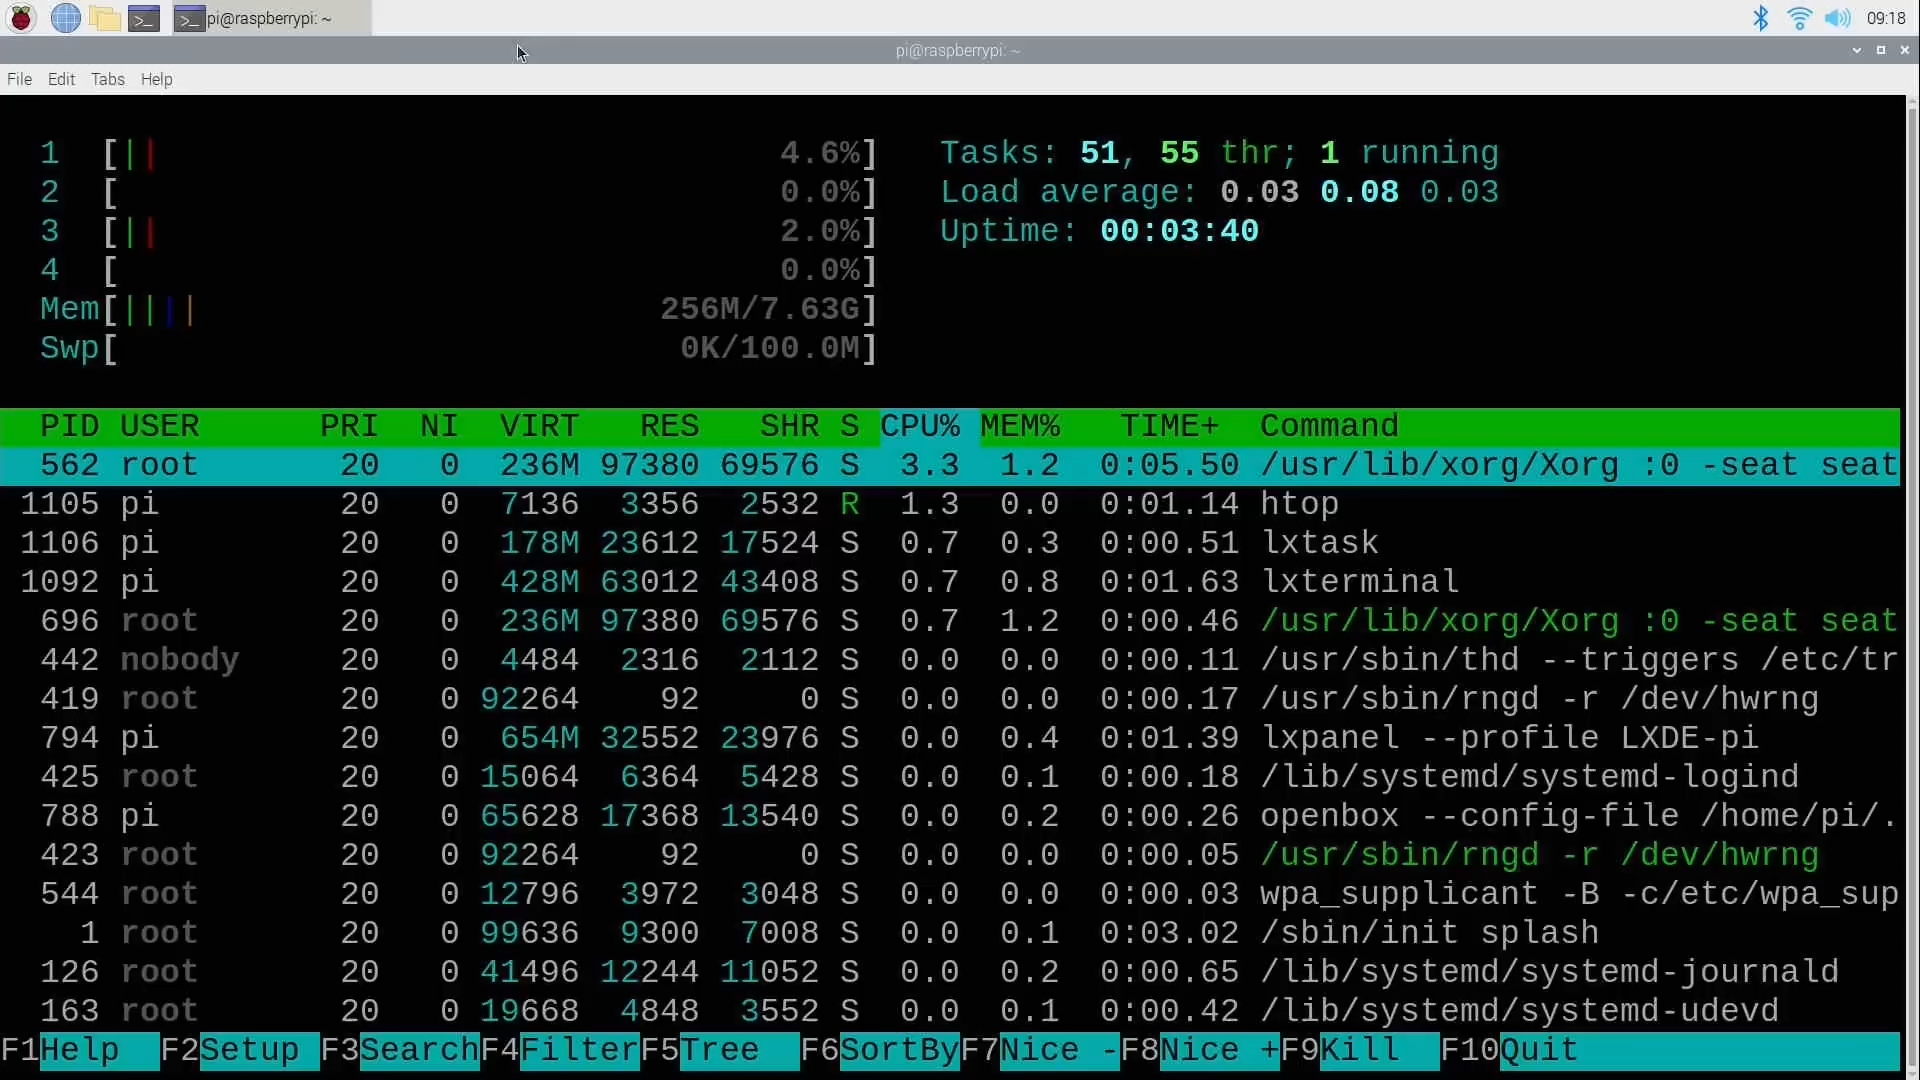 pi@raspberrypi: ~ 09:18
pi@raspberrypi: ~
File Edit Tabs Help
1 [|| 4.6%] Tasks: 51, 55 thr; 1 running
2 [ 0.0%] Load average: 0.03 0.08 0.03
3 [|| 2.0%] Uptime: 00:03:40
4 [ 0.0%]
Mem[|||| 256M/7.63G]
Swp[ 0K/100.0M]
PID USER PRI NI VIRT RES SHR S CPU% MEM% TIME+ Command
562 root 20 0 236M 97380 69576 S 3.3 1.2 0:05.50 /usr/lib/xorg/Xorg :0 -seat seat
1105 pi 20 0 7136 3356 2532 R 1.3 0.0 0:01.14 htop
1106 pi 20 0 178M 23612 17524 S 0.7 0.3 0:00.51 lxtask
1092 pi 20 0 428M 63012 43408 S 0.7 0.8 0:01.63 lxterminal
696 root 20 0 236M 97380 69576 S 0.7 1.2 0:00.46 /usr/lib/xorg/Xorg :0 -seat seat
442 nobody 20 0 4484 2316 2112 S 0.0 0.0 0:00.11 /usr/sbin/thd --triggers /etc/tr
419 root 20 0 92264 92 0 S 0.0 0.0 0:00.17 /usr/sbin/rngd -r /dev/hwrng
794 pi 20 0 654M 32552 23976 S 0.0 0.4 0:01.39 lxpanel --profile LXDE-pi
425 root 20 0 15064 6364 5428 S 0.0 0.1 0:00.18 /lib/systemd/systemd-logind
788 pi 20 0 65628 17368 13540 S 0.0 0.2 0:00.26 openbox --config-file /home/pi/.
423 root 20 0 92264 92 0 S 0.0 0.0 0:00.05 /usr/sbin/rngd -r /dev/hwrng
544 root 20 0 12796 3972 3048 S 0.0 0.0 0:00.03 wpa_supplicant -B -c/etc/wpa_sup
1 root 20 0 99636 9300 7008 S 0.0 0.1 0:03.02 /sbin/init splash
126 root 20 0 41496 12244 11052 S 0.0 0.2 0:00.65 /lib/systemd/systemd-journald
163 root 20 0 19668 4848 3552 S 0.0 0.1 0:00.42 /lib/systemd/systemd-udevd
F1Help F2Setup F3SearchF4FilterF5Tree F6SortByF7Nice -F8Nice +F9Kill F10Quit